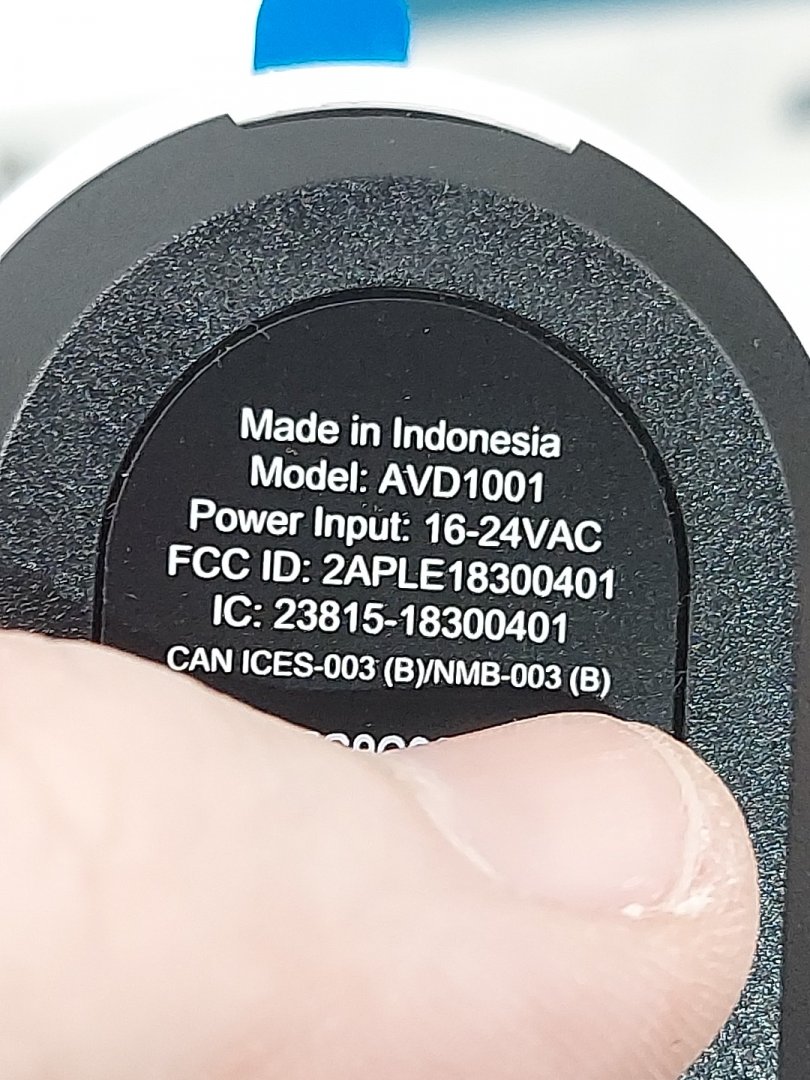 Made in Indonesia
Model: AVD1001
Power Input: 16-24VAC
FCC ID: 2APLE18300401
IC: 23815-18300401
CAN ICES-003 (B)/NMB-003 (B)